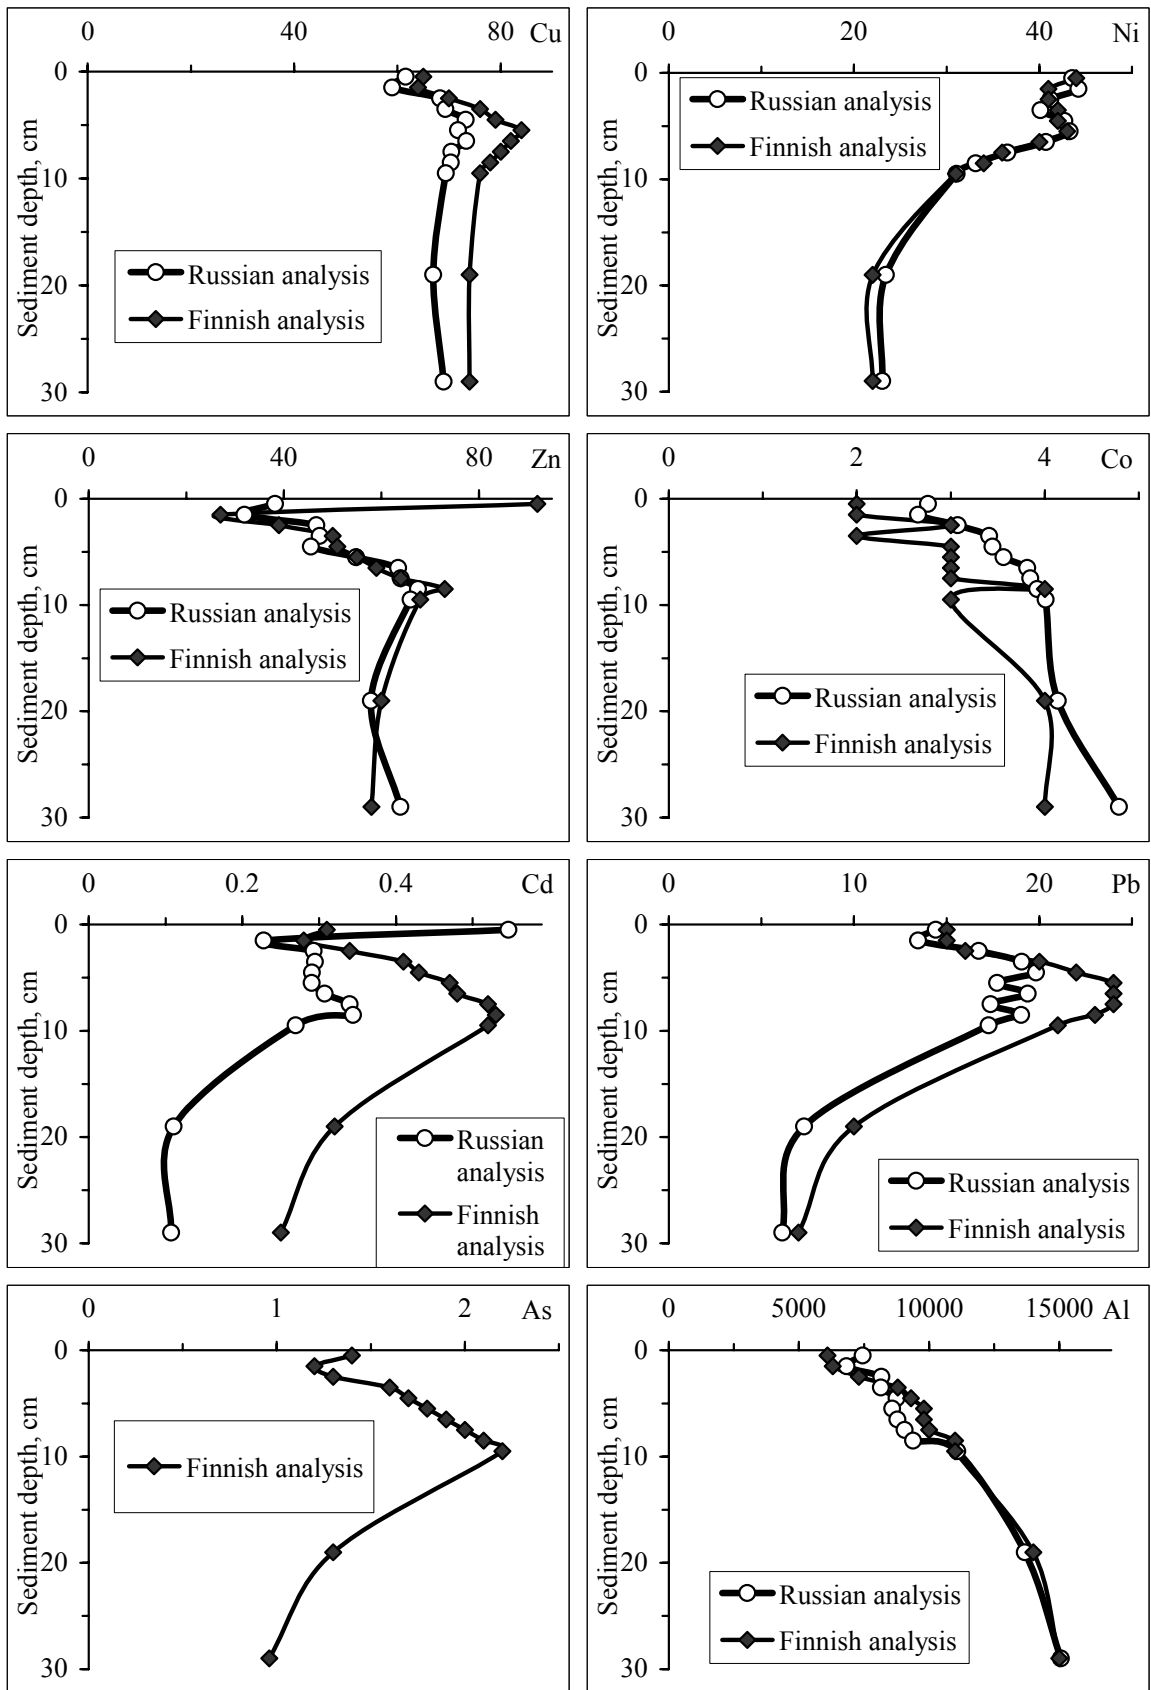 0 40 80 Cu
0
10
20
30
Sediment depth, cm
Russian analysis
Finnish analysis
0 20 40 Ni
0
10
20
30
Sediment depth, cm
Russian analysis
Finnish analysis
0 40 80 Zn
0
10
20
30
Sediment depth, cm
Russian analysis
Finnish analysis
0 2 4 Co
0
10
20
30
Sediment depth, cm
Russian analysis
Finnish analysis
0 0.2 0.4 Cd
0
10
20
30
Sediment depth, cm
Russian
analysis
Finnish
analysis
0 10 20 Pb
0
10
20
30
Sediment depth, cm
Russian analysis
Finnish analysis
0 1 2 As
0
10
20
30
Sediment depth, cm
Finnish analysis
0 5000 10000 15000 Al
0
10
20
30
Sediment depth, cm
Russian analysis
Finnish analysis